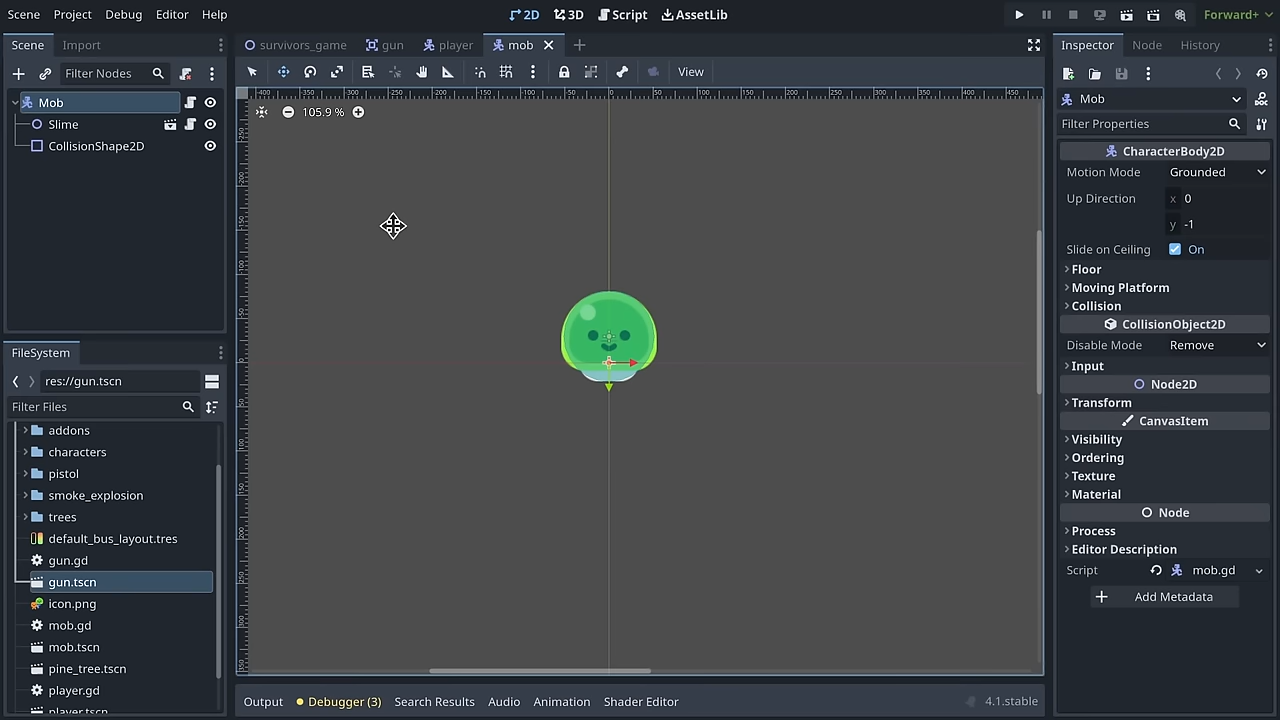 Scene Project Debug Editor Help
2D 3D Script AssetLib
Forward+
Scene Import
survivors_game gun player mob
Inspector Node History
Filter Nodes
View
Mob
Slime
CollisionShape2D
105.9 %
Mob
Filter Properties
CharacterBody2D
Motion Mode Grounded
Up Direction x 0
y -1
Slide on Ceiling On
Floor
Moving Platform
Collision
CollisionObject2D
Disable Mode Remove
Input
Node2D
Transform
CanvasItem
Visibility
Ordering
Texture
Material
Node
Process
Editor Description
Script mob.gd
Add Metadata
FileSystem
res://gun.tscn
Filter Files
addons
characters
pistol
smoke_explosion
trees
default_bus_layout.tres
gun.gd
gun.tscn
icon.png
mob.gd
mob.tscn
pine_tree.tscn
player.gd
player.tscn
Output Debugger (3) Search Results Audio Animation Shader Editor
4.1.stable